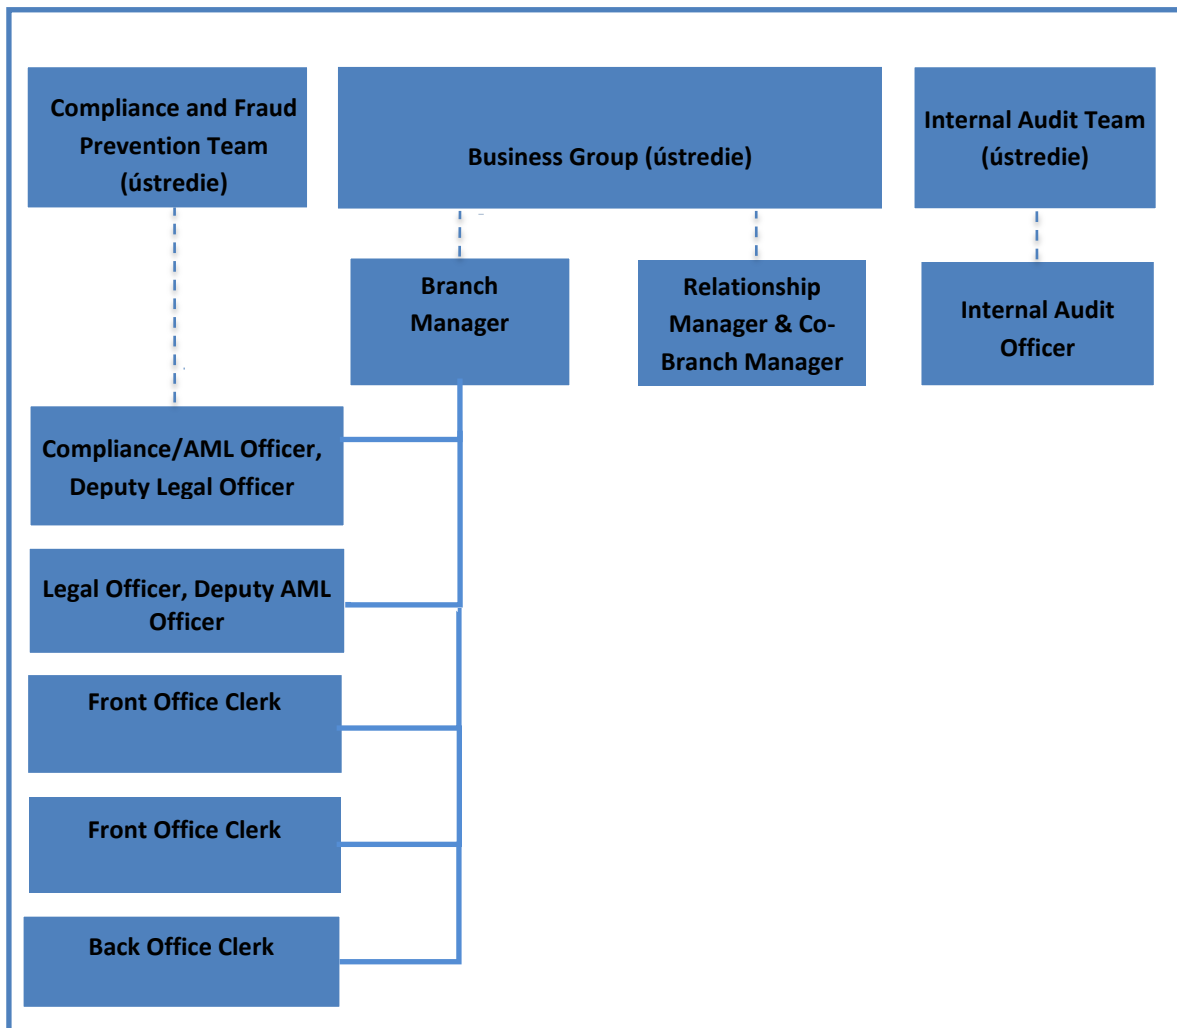 Compliance and Fraud
Prevention Team
(ústredie)
Business Group (ústredie)
Internal Audit Team
(ústredie)
Branch
Manager
Relationship
Manager & Co-
Branch Manager
Internal Audit
Officer
Compliance/AML Officer,
Deputy Legal Officer
Legal Officer, Deputy AML
Officer
Front Office Clerk
Front Office Clerk
Back Office Clerk